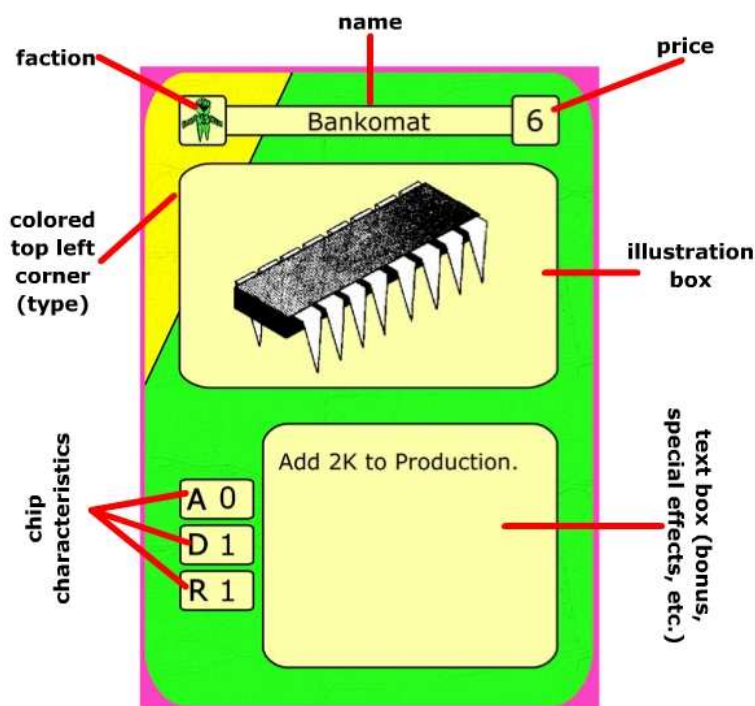 name
faction
price
Bankomat
6
colored
top left
corner
(type)
illustration
box
Add 2K to Production.
A 0
D 1
R 1
chip
characteristics
text box (bonus,
special effects, etc.)